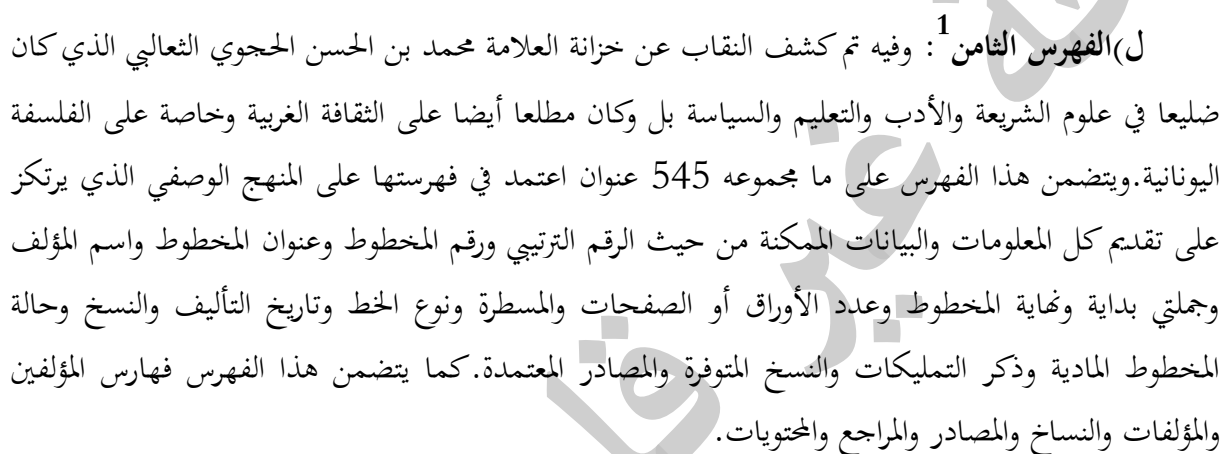 ل)الفهرس الثامن1: وفيه تم كشف النقاب عن خزانة العلامة محمد بن الحسن الحجوي الثعالبي الذي كان
ضليعا في علوم الشريعة والأدب والتعليم والسياسة بل وكان مطلعا أيضا على الثقافة الغربية وخاصة على الفلسفة
اليونانية.ويتضمن هذا الفهرس على ما مجموعه 545 عنوان اعتمد في فهرستها على المنهج الوصفي الذي يرتكز
على تقديم كل المعلومات والبيانات الممكنة من حيث الرقم الترتيبي ورقم المخطوط وعنوان المخطوط واسم المؤلف
وجملتي بداية ونهاية المخطوط وعدد الأوراق أو الصفحات والمسطرة ونوع الخط وتاريخ التأليف والنسخ وحالة
المخطوط المادية وذكر التمليكات والنسخ المتوفرة والمصادر المعتمدة.كما يتضمن هذا الفهرس فهارس المؤلفين
والمؤلفات والنساخ والمصادر والمراجع والمحتويات.